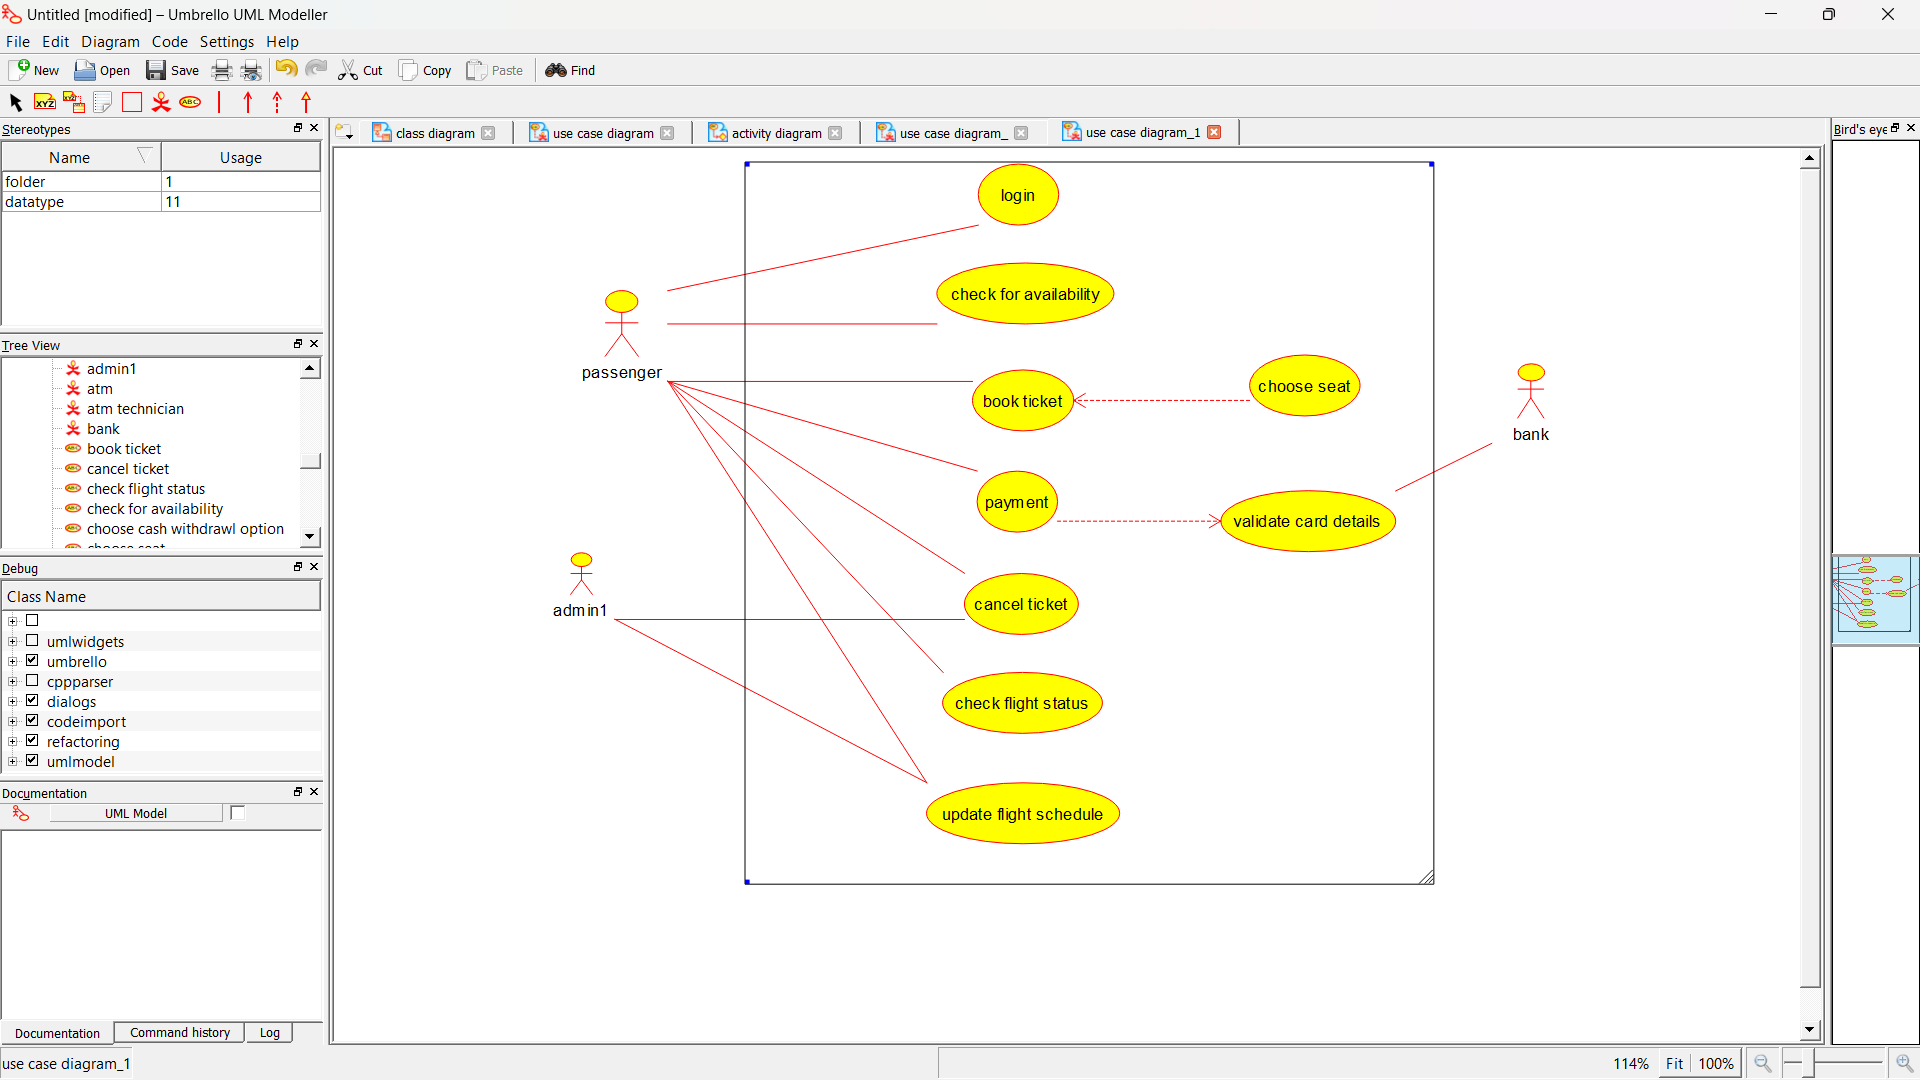 Untitled [modified] – Umbrello UML Modeller
File Edit Diagram Code Settings Help
New Open Save Cut Copy Paste Find
XYZ XYZ ABC
Stereotypes
Name Usage
folder 1
datatype 11
Tree View
admin1
atm
atm technician
bank
book ticket
cancel ticket
check flight status
check for availability
choose cash withdrawl option
choose seat
Debug
Class Name
umlwidgets
umbrello
cppparser
dialogs
codeimport
refactoring
umlmodel
Documentation
UML Model
Documentation Command history Log
use case diagram_1
class diagram use case diagram activity diagram use case diagram_ use case diagram_1
login
check for availability
passenger
book ticket
choose seat
bank
payment
validate card details
admin1
cancel ticket
check flight status
update flight schedule
Bird's eye
114% Fit 100%